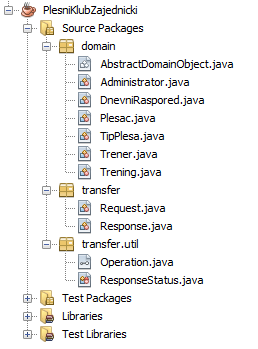 PlesniKlubZajednicki
Source Packages
domain
AbstractDomainObject.java
Administrator.java
DnevniRaspored.java
Plesac.java
TipPlesa.java
Trener.java
Trening.java
transfer
Request.java
Response.java
transfer.util
Operation.java
ResponseStatus.java
Test Packages
Libraries
Test Libraries